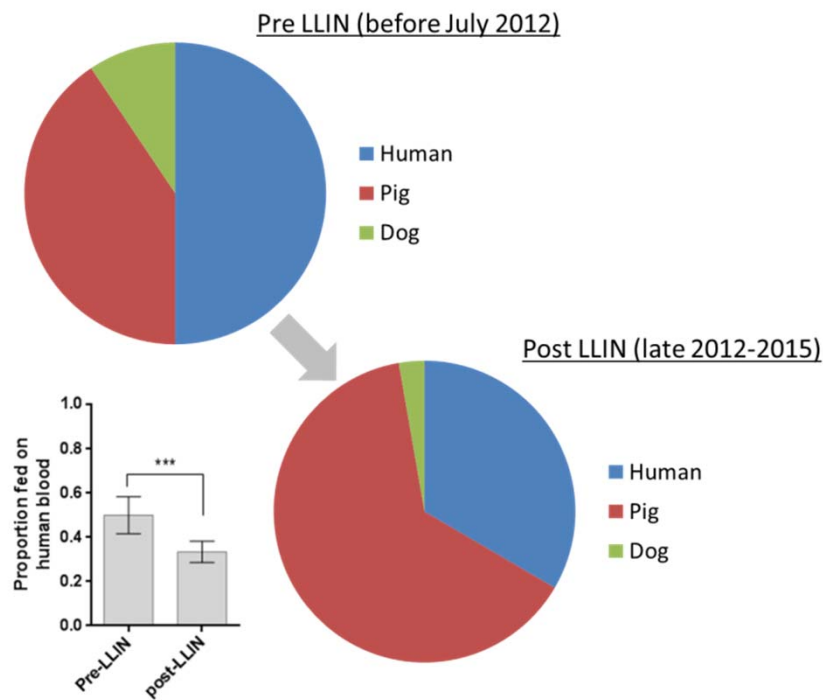 Pre LLIN (before July 2012)
Human
Pig
Dog
Post LLIN (late 2012-2015)
Human
Pig
Dog
Proportion fed on
human blood
1.0
0.8
0.6
0.4
0.2
0.0
***
Pre-LLIN
post-LLIN